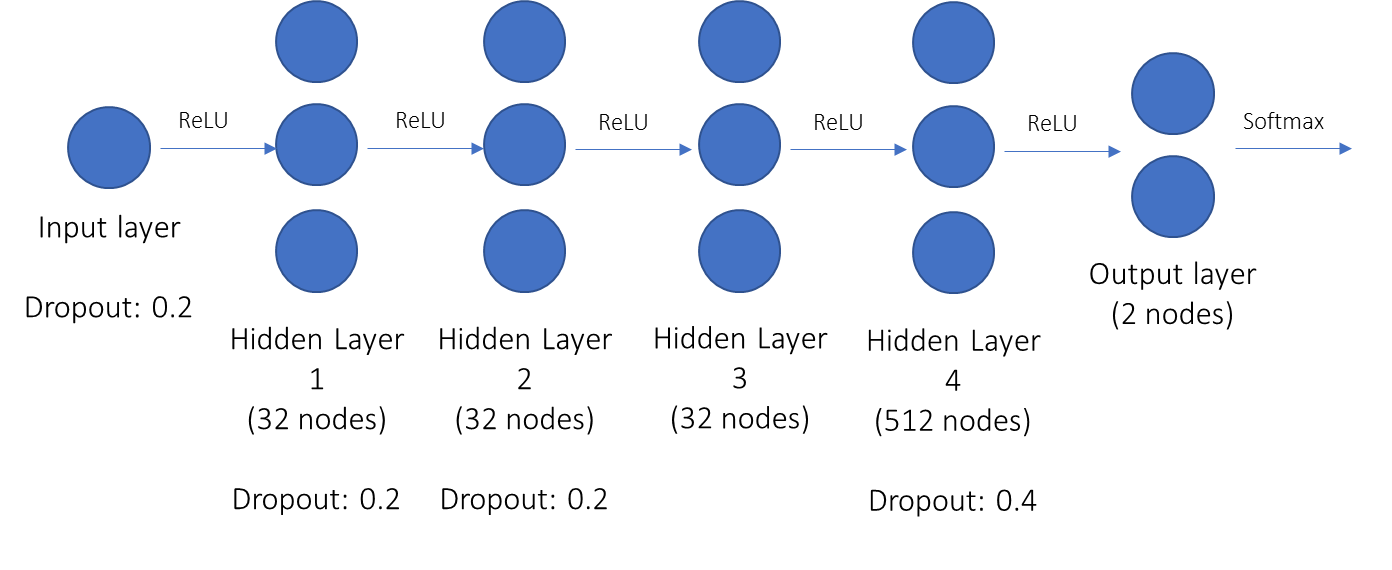 ReLU
ReLU
ReLU
ReLU
ReLU
Softmax
Input layer
Dropout: 0.2
Hidden Layer
1
(32 nodes)
Dropout: 0.2
Hidden Layer
2
(32 nodes)
Dropout: 0.2
Hidden Layer
3
(32 nodes)
Hidden Layer
4
(512 nodes)
Dropout: 0.4
Output layer
(2 nodes)